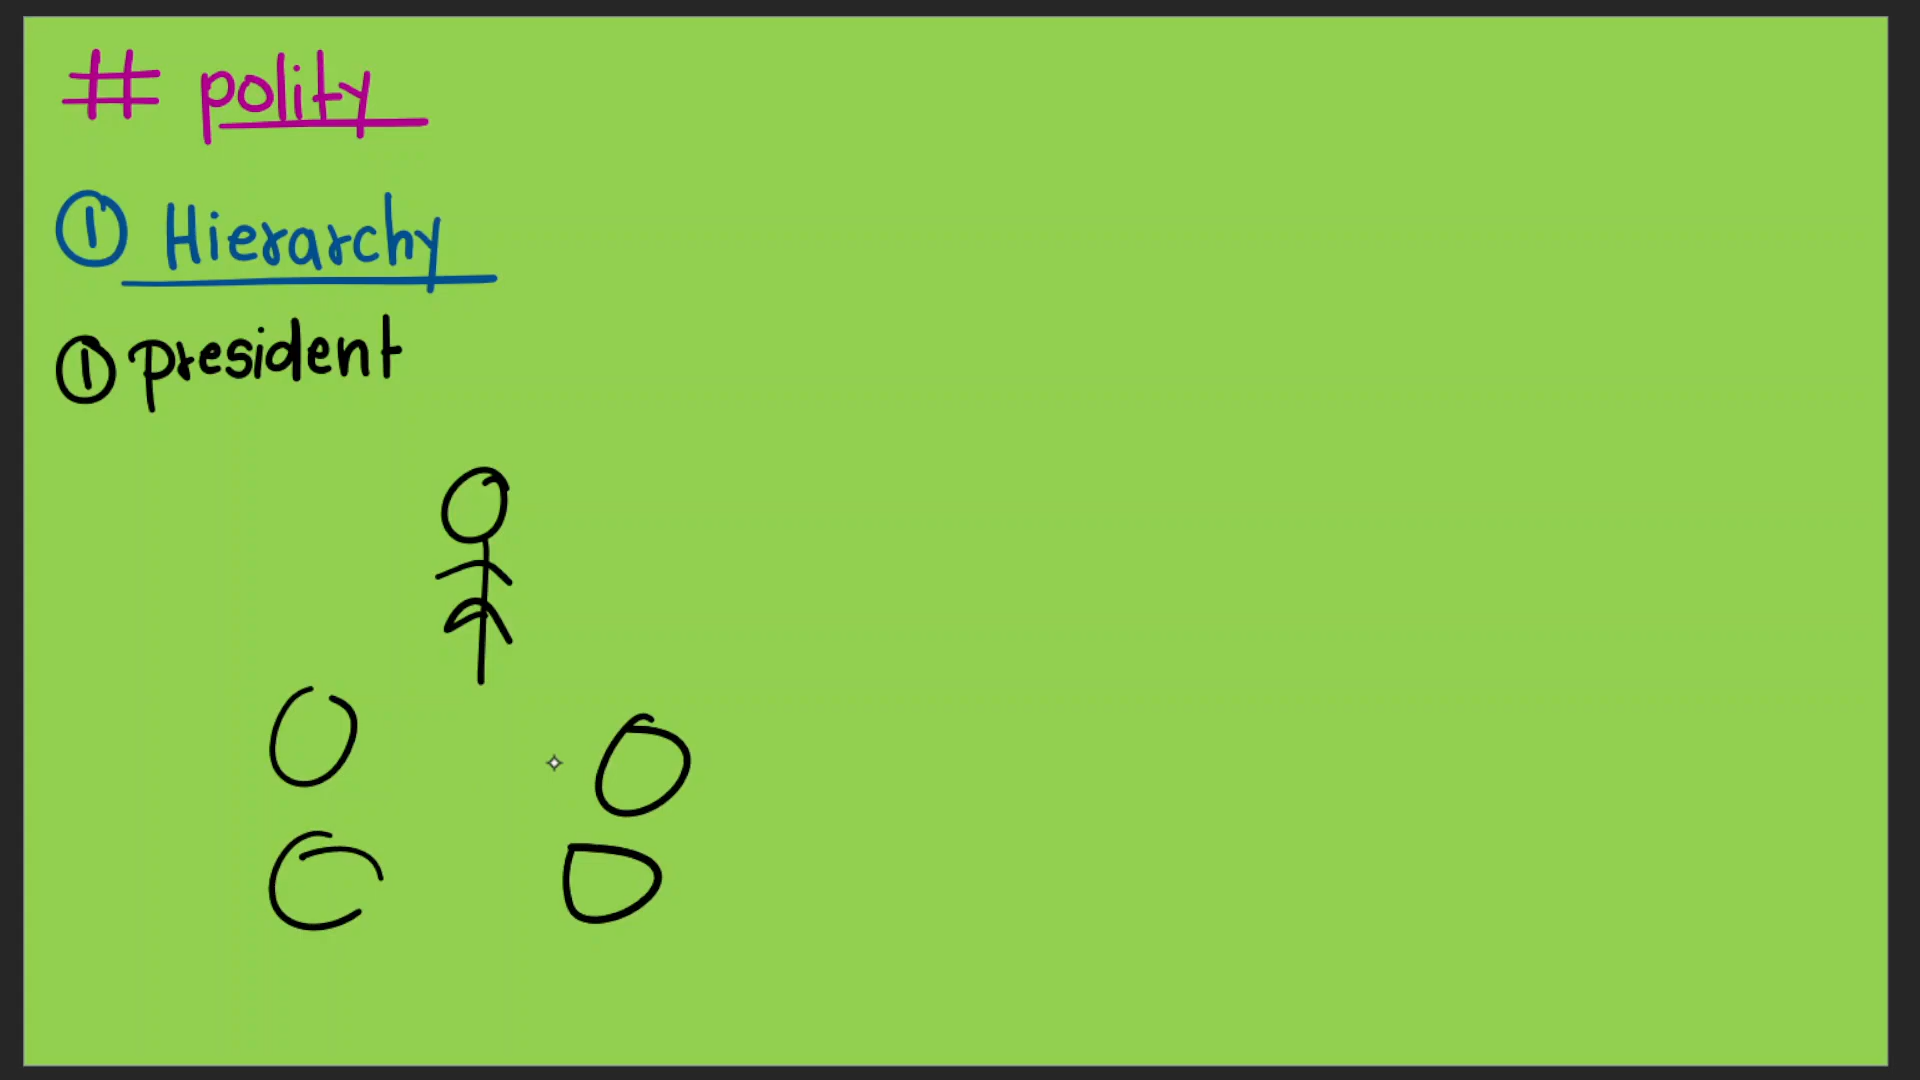 # polity
① Hierarchy
① president